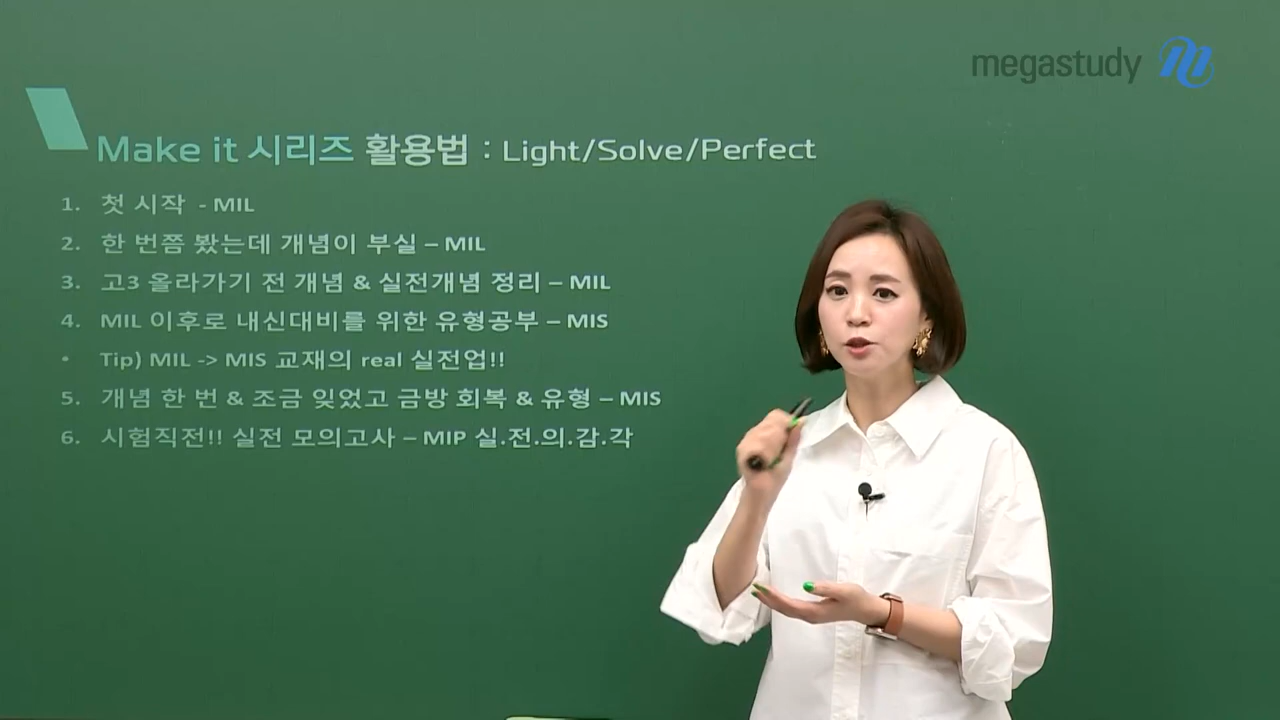 megastudy
Make it 시리즈 활용법 : Light/Solve/Perfect
1. 첫 시작 - MIL
2. 한 번쯤 봤는데 개념이 부실 – MIL
3. 고3 올라가기 전 개념 & 실전개념 정리 – MIL
4. MIL 이후로 내신대비를 위한 유형공부 – MIS
• Tip) MIL -> MIS 교재의 real 실전업!!
5. 개념 한 번 & 조금 잊었고 금방 회복 & 유형 – MIS
6. 시험직전!! 실전 모의고사 – MIP 실.전.의.감.각